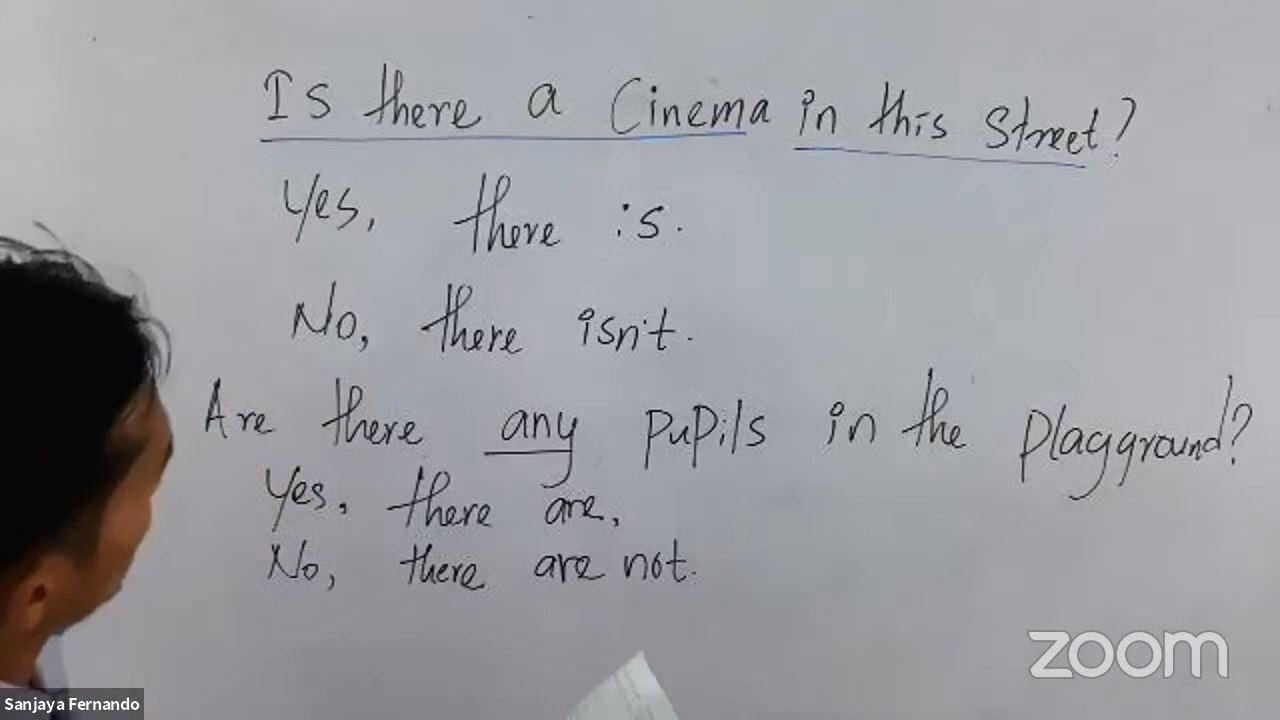 Is there a Cinema in this Street?
Yes, there is.
No, there isn't.
Are there any pupils in the playground?
Yes, there are,
No, there are not.
zoom
Sanjaya Fernando